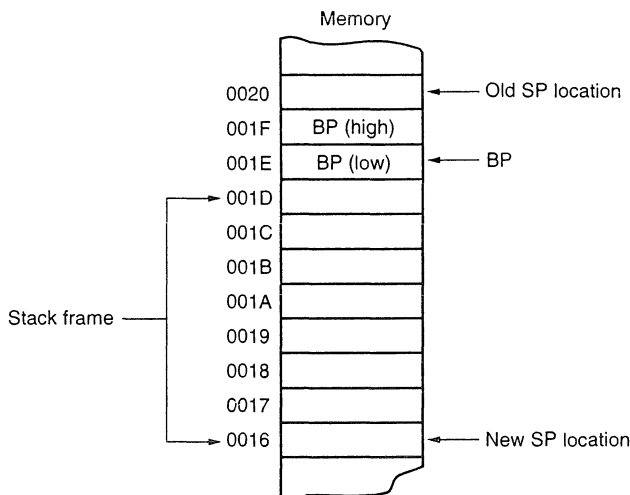 Memory
0020
Old SP location
001F
BP (high)
001E
BP (low)
BP
001D
001C
001B
001A
Stack frame
0019
0018
0017
0016
New SP location